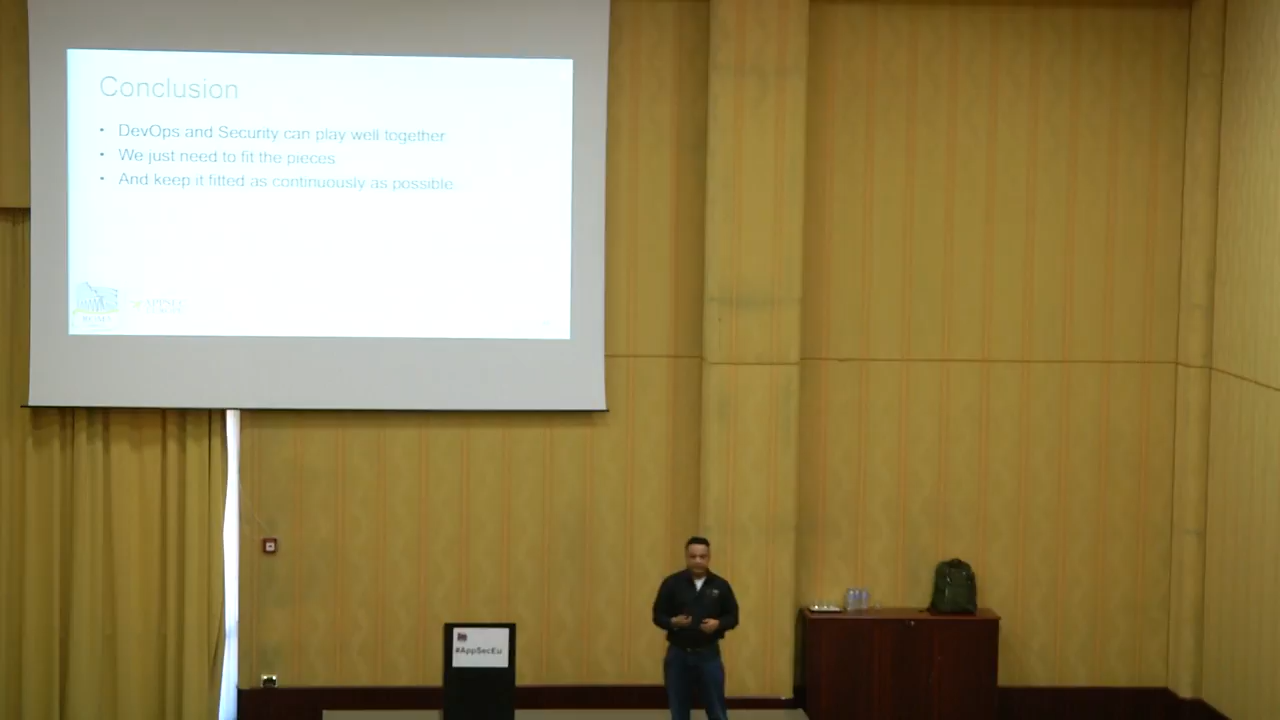 Conclusion
• DevOps and Security can play well together
• We just need to fit the pieces
• And keep it fitted as continuously as possible.
#AppSecEu